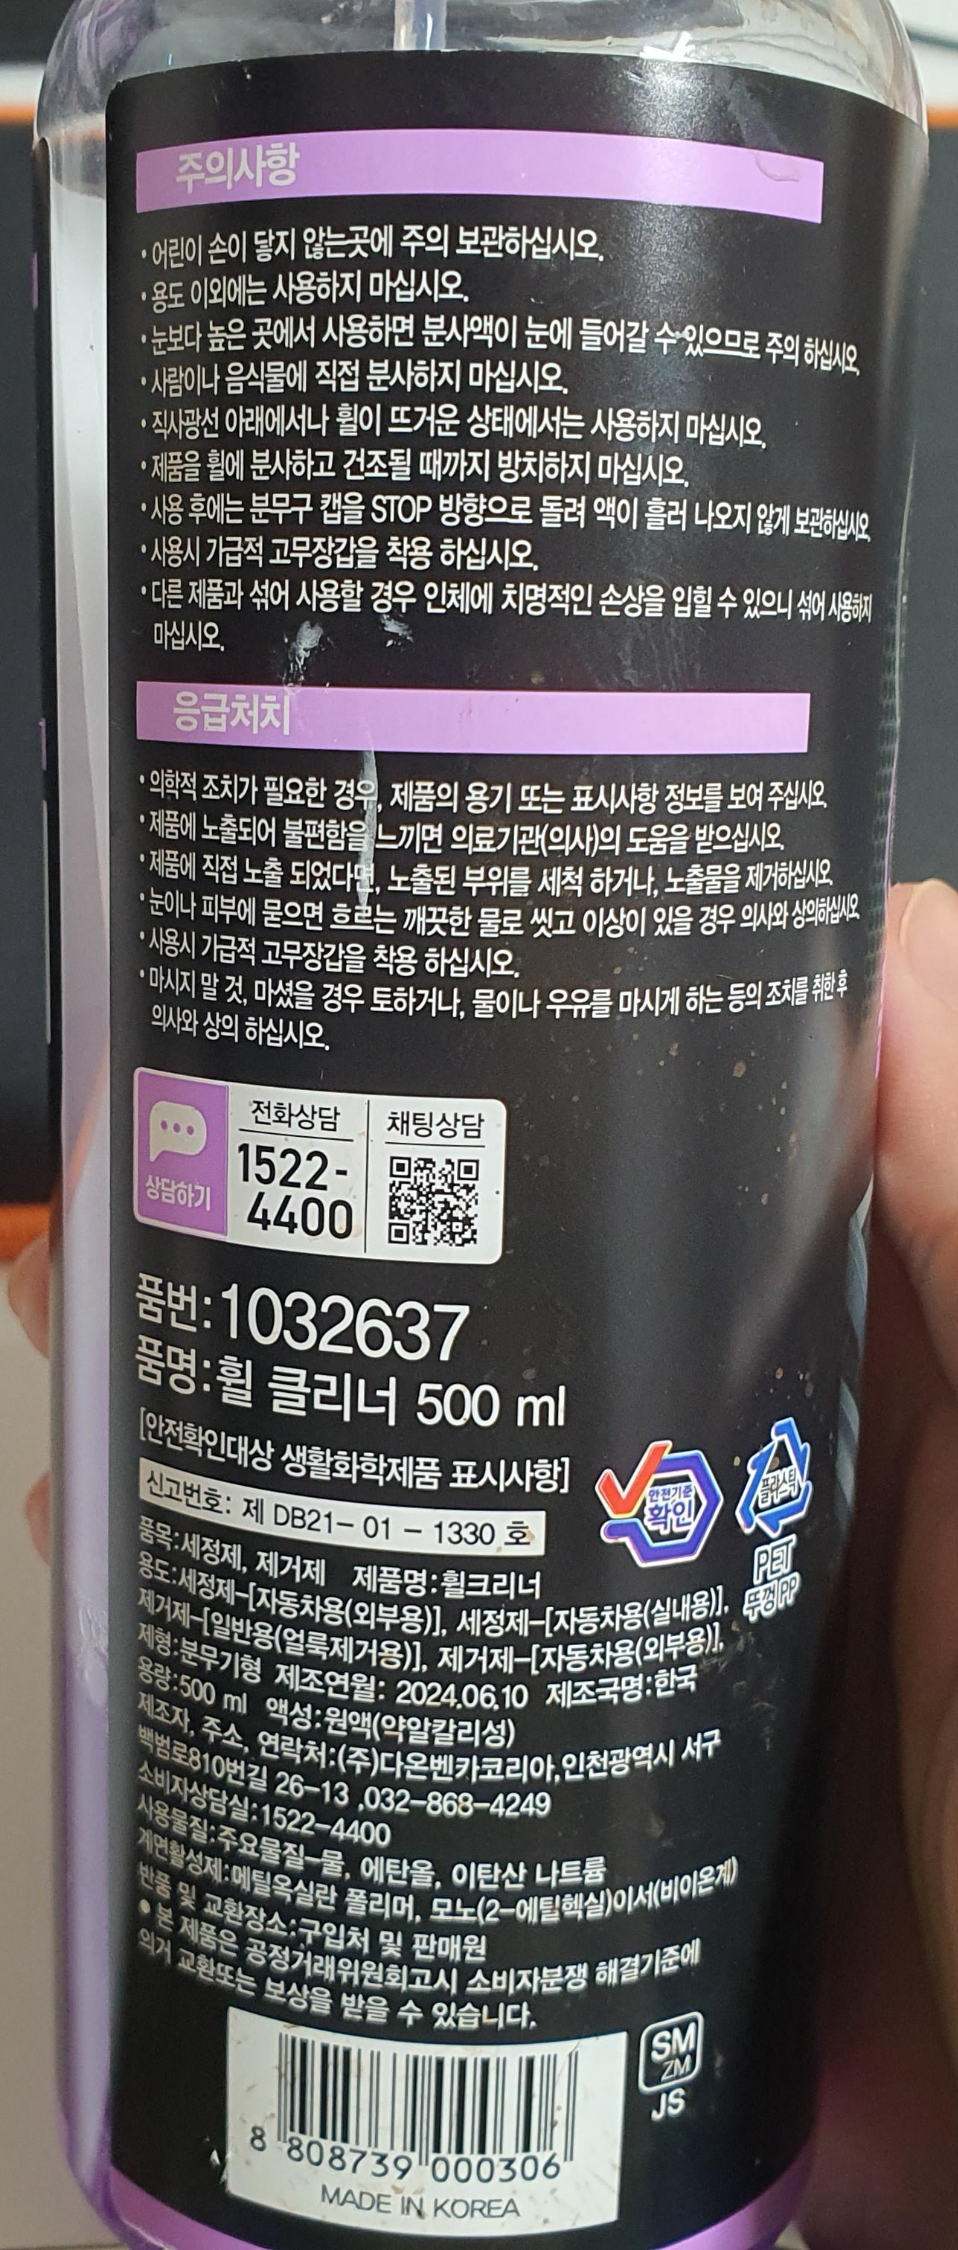 주의사항
• 어린이 손이 닿지 않는곳에 주의 보관하십시오.
• 용도 이외에는 사용하지 마십시오.
• 눈보다 높은 곳에서 사용하면 분사액이 눈에 들어갈 수 있으므로 주의 하십시오.
• 사람이나 음식물에 직접 분사하지 마십시오.
• 직사광선 아래에서나 휠이 뜨거운 상태에서는 사용하지 마십시오.
• 제품을 휠에 분사하고 건조될 때까지 방치하지 마십시오.
• 사용 후에는 분무구 캡을 STOP 방향으로 돌려 액이 흘러 나오지 않게 보관하십시오.
• 사용시 가급적 고무장갑을 착용 하십시오.
• 다른 제품과 섞어 사용할 경우 인체에 치명적인 손상을 입힐 수 있으니 섞어 사용하지
마십시오.
응급처치
• 의학적 조치가 필요한 경우, 제품의 용기 또는 표시사항 정보를 보여 주십시오.
• 제품에 노출되어 불편함을 느끼면 의료기관(의사)의 도움을 받으십시오.
• 제품에 직접 노출 되었다면, 노출된 부위를 세척 하거나, 노출물을 제거하십시오.
• 눈이나 피부에 묻으면 흐르는 깨끗한 물로 씻고 이상이 있을 경우 의사와 상의하십시오.
• 사용시 가급적 고무장갑을 착용 하십시오.
• 마시지 말 것, 마셨을 경우 토하거나, 물이나 우유를 마시게 하는 등의 조치를 취한 후
의사와 상의 하십시오.
상담하기
전화상담
1522-
4400
채팅상담
품번:1032637
품명:휠 클리너 500 ml
[안전확인대상 생활화학제품 표시사항]
신고번호: 제 DB21- 01 - 1330 호
안전기준
확인
플라스틱
PET
뚜껑PP
품목:세정제, 제거제 제품명:휠크리너
용도:세정제-[자동차용(외부용)], 세정제-[자동차용(실내용)],
제거제-[일반용(얼룩제거용)], 제거제-[자동차용(외부용)],
제형:분무기형 제조연월: 2024.06.10 제조국명:한국
용량:500 ml 액성:원액(약알칼리성)
제조자, 주소, 연락처:(주)다온벤카코리아,인천광역시 서구
백범로810번길 26-13 ,032-868-4249
소비자상담실:1522-4400
사용물질:주요물질-물, 에탄올, 이탄산 나트륨
계면활성제:메틸옥실란 폴리머, 모노(2-에틸헥실)이서(비이온계)
반품 및 교환장소:구입처 및 판매원
● 본 제품은 공정거래위원회고시 소비자분쟁 해결기준에
의거 교환또는 보상을 받을 수 있습니다.
SM
ZM
JS
8 808739 000306
MADE IN KOREA